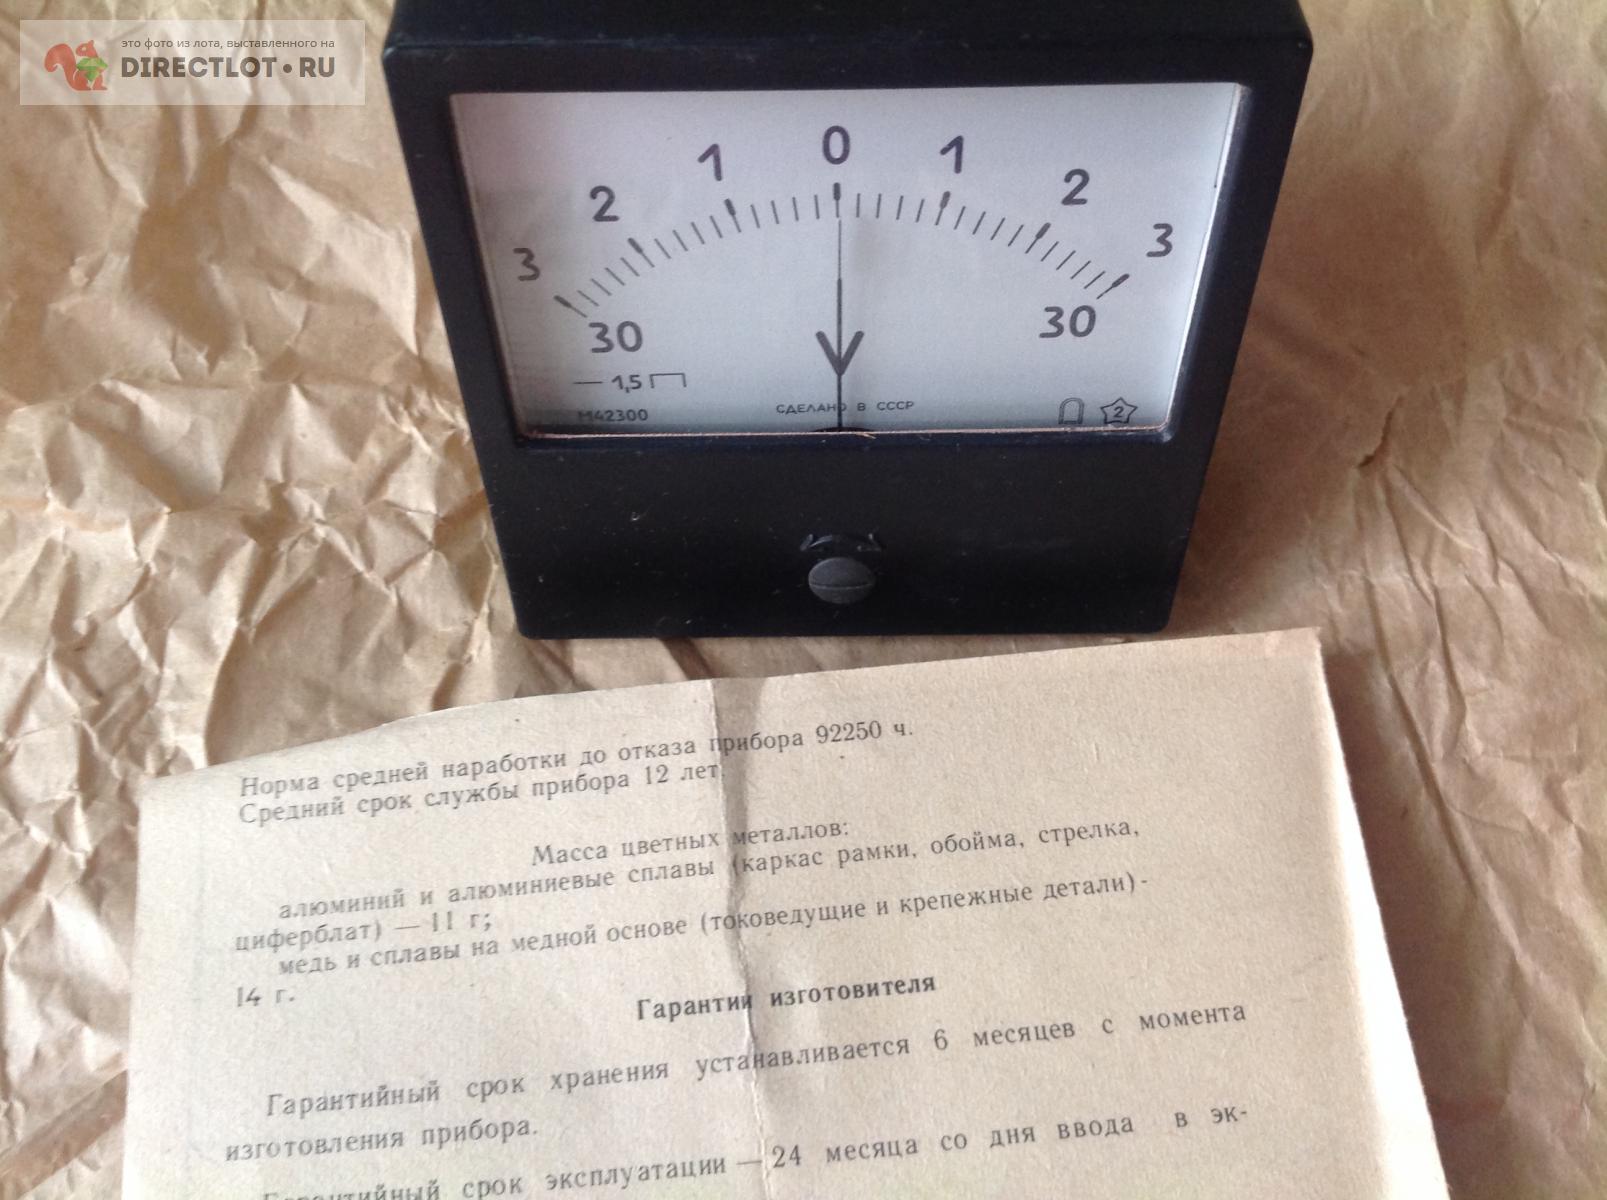 это фото из лота, выставленного на
DIRECTLOT.RU
3 2 1 0 1 2 3
30 30
V
1,5
М42300 СДЕЛАНО В СССР 2
Норма средней наработки до отказа прибора 92250 ч.
Средний срок службы прибора 12 лет.
Масса цветных металлов:
алюминий и алюминиевые сплавы (каркас рамки, обойма, стрелка,
циферблат) — 11 г;
медь и сплавы на медной основе (токоведущие и крепежные детали) -
14 г.
Гарантии изготовителя
Гарантийный срок хранения устанавливается 6 месяцев с момента
изготовления прибора.
Гарантийный срок эксплуатации — 24 месяца со дня ввода в эк-